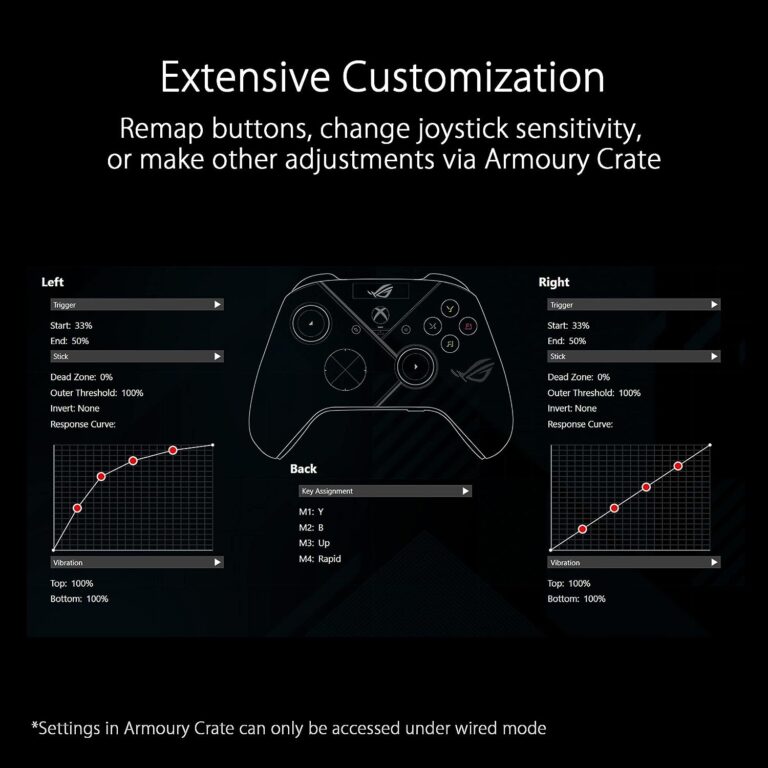 Extensive Customization
Remap buttons, change joystick sensitivity,
or make other adjustments via Armoury Crate
Left
Trigger
Start: 33%
End: 50%
Stick
Dead Zone: 0%
Outer Threshold: 100%
Invert: None
Response Curve:
Vibration
Top: 100%
Bottom: 100%
Y
X
B
Back
Key Assignment
M1: Y
M2: B
M3: Up
M4: Rapid
Right
Trigger
Start: 33%
End: 50%
Stick
Dead Zone: 0%
Outer Threshold: 100%
Invert: None
Response Curve:
Vibration
Top: 100%
Bottom: 100%
*Settings in Armoury Crate can only be accessed under wired mode